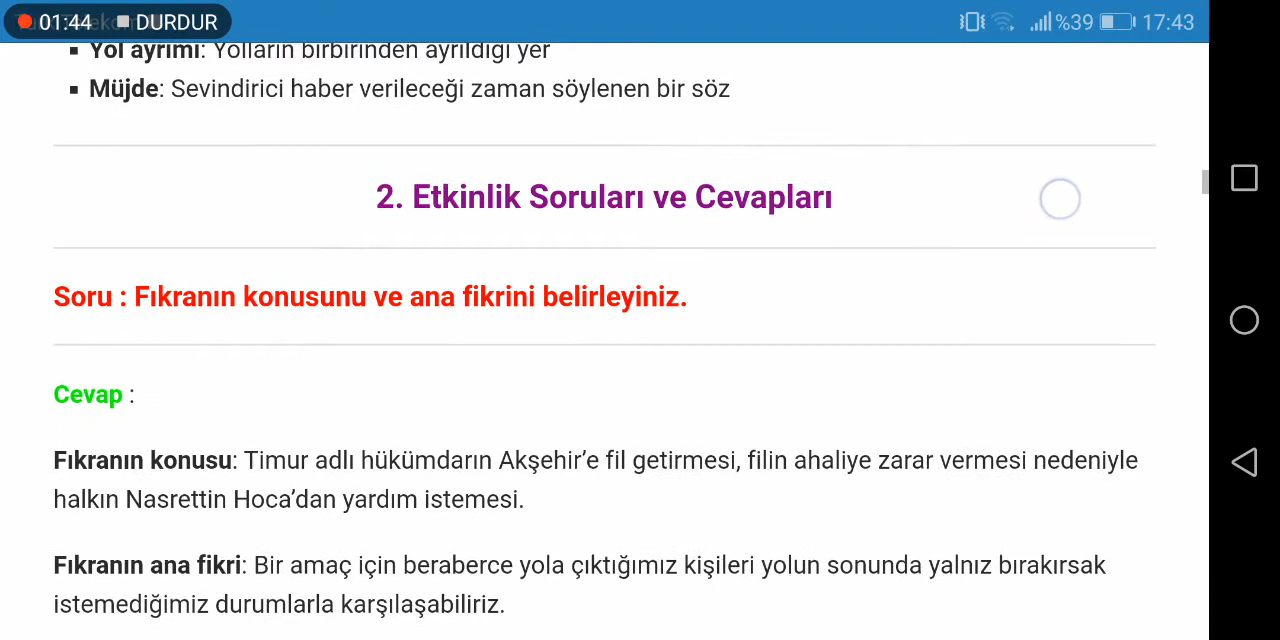 01:44 DURDUR %39 17:43
Yol ayrımı: Yolların birbirinden ayrıldığı yer
Müjde: Sevindirici haber verileceği zaman söylenen bir söz
2. Etkinlik Soruları ve Cevapları
Soru : Fıkranın konusunu ve ana fikrini belirleyiniz.
Cevap :
Fıkranın konusu: Timur adlı hükümdarın Akşehir’e fil getirmesi, filin ahaliye zarar vermesi nedeniyle
halkın Nasrettin Hoca’dan yardım istemesi.
Fıkranın ana fikri: Bir amaç için beraberce yola çıktığımız kişileri yolun sonunda yalnız bırakırsak
istemediğimiz durumlarla karşılaşabiliriz.